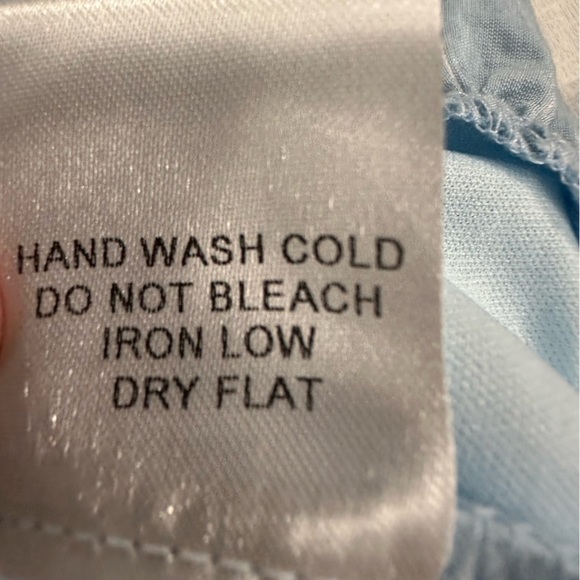 HAND WASH COLD
DO NOT BLEACH
IRON LOW
DRY FLAT